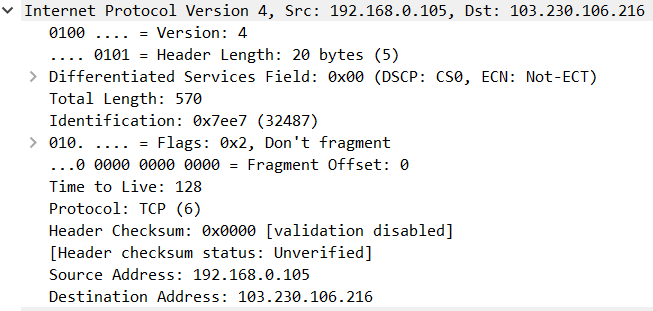 Internet Protocol Version 4, Src: 192.168.0.105, Dst: 103.230.106.216
0100 .... = Version: 4
.... 0101 = Header Length: 20 bytes (5)
Differentiated Services Field: 0x00 (DSCP: CS0, ECN: Not-ECT)
Total Length: 570
Identification: 0x7ee7 (32487)
010. .... = Flags: 0x2, Don't fragment
...0 0000 0000 0000 = Fragment Offset: 0
Time to Live: 128
Protocol: TCP (6)
Header Checksum: 0x0000 [validation disabled]
[Header checksum status: Unverified]
Source Address: 192.168.0.105
Destination Address: 103.230.106.216